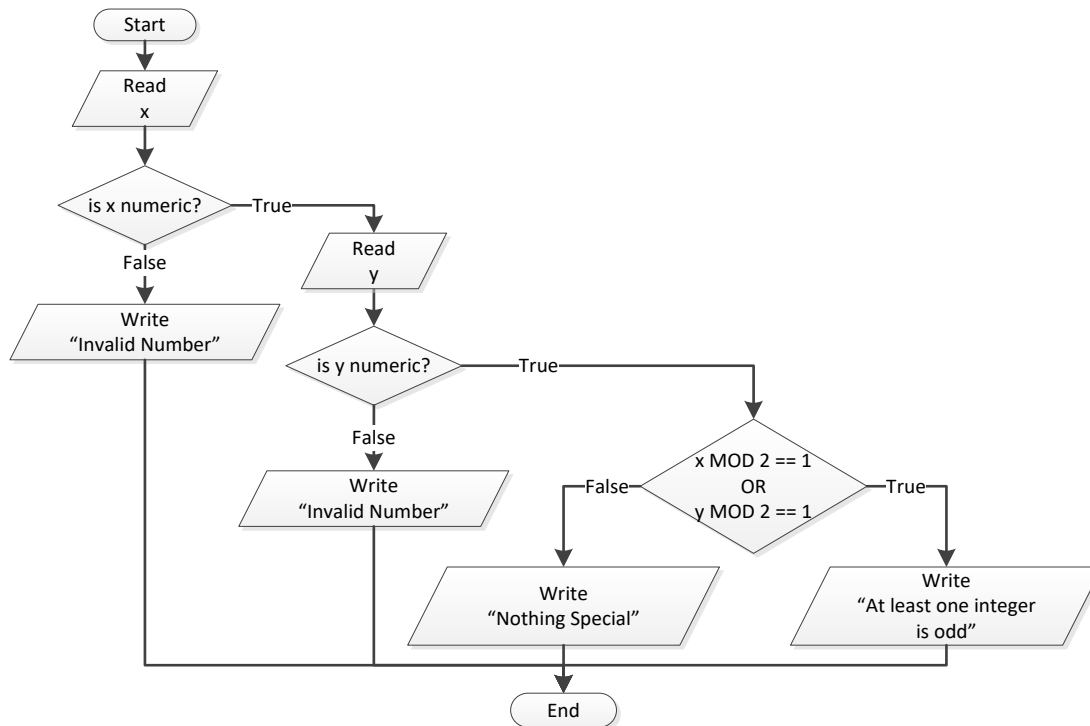 Start
Read
x
is x numeric?
True
Read
y
False
Write
“Invalid Number”
is y numeric?
True
False
x MOD 2 == 1
OR
y MOD 2 == 1
False
True
Write
“Invalid Number”
Write
“Nothing Special”
Write
“At least one integer
is odd”
End